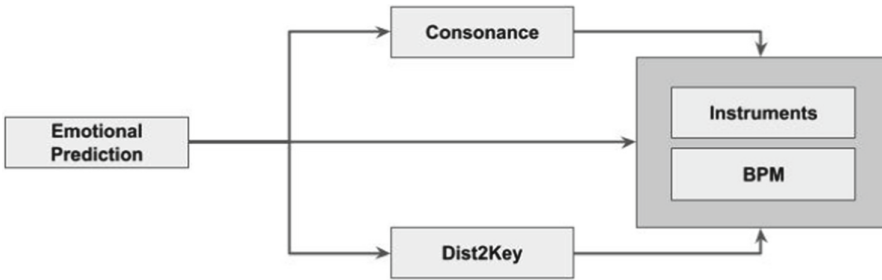 Consonance
Emotional
Prediction
Instruments
BPM
Dist2Key